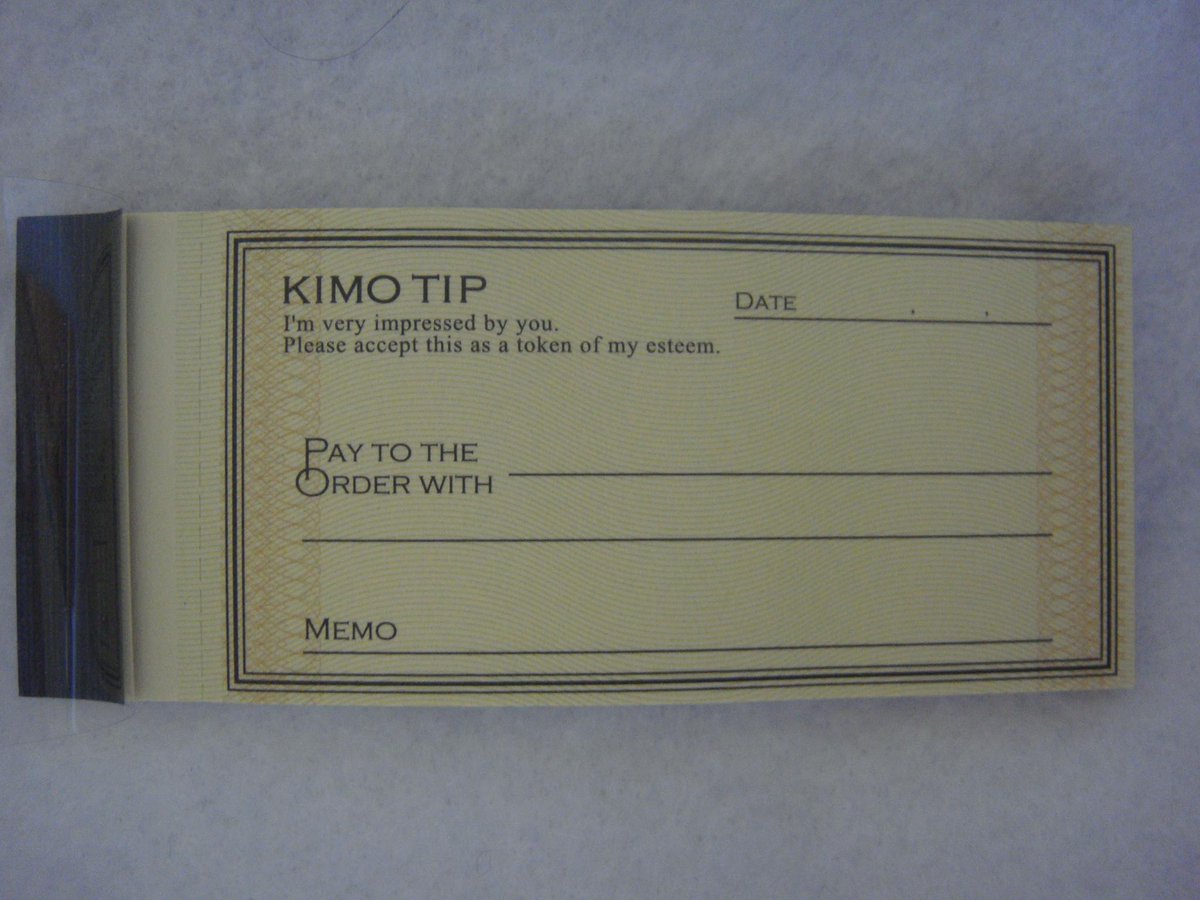 KIMO TIP
I'm very impressed by you.
Please accept this as a token of my esteem.
DATE . .
PAY TO THE
ORDER WITH
MEMO